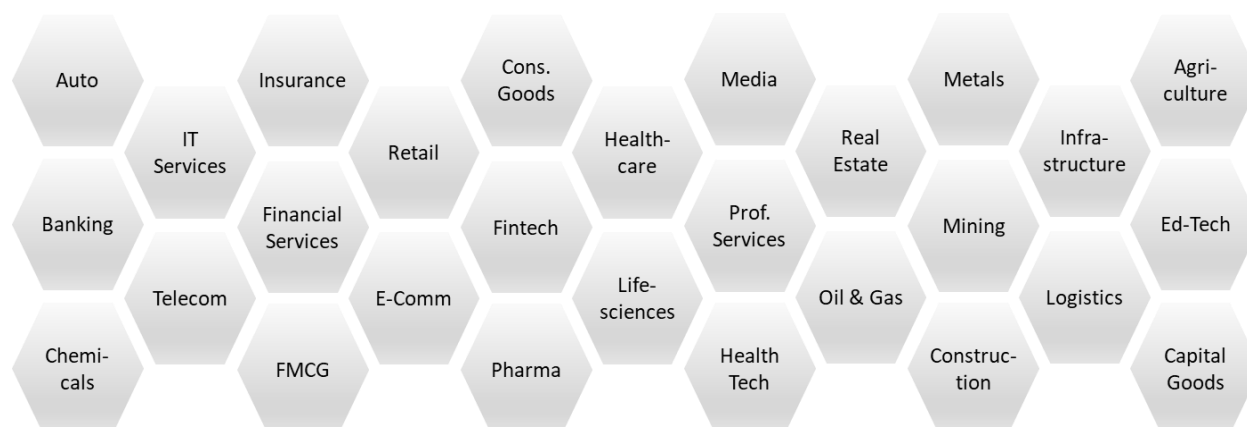 Auto
Insurance
Cons.
Goods
Media
Metals
Agri-
culture
IT
Services
Retail
Health-
care
Real
Estate
Infra-
structure
Banking
Financial
Services
Fintech
Prof.
Services
Mining
Ed-Tech
Telecom
E-Comm
Life-
sciences
Oil & Gas
Logistics
Chemi-
cals
FMCG
Pharma
Health
Tech
Construc-
tion
Capital
Goods